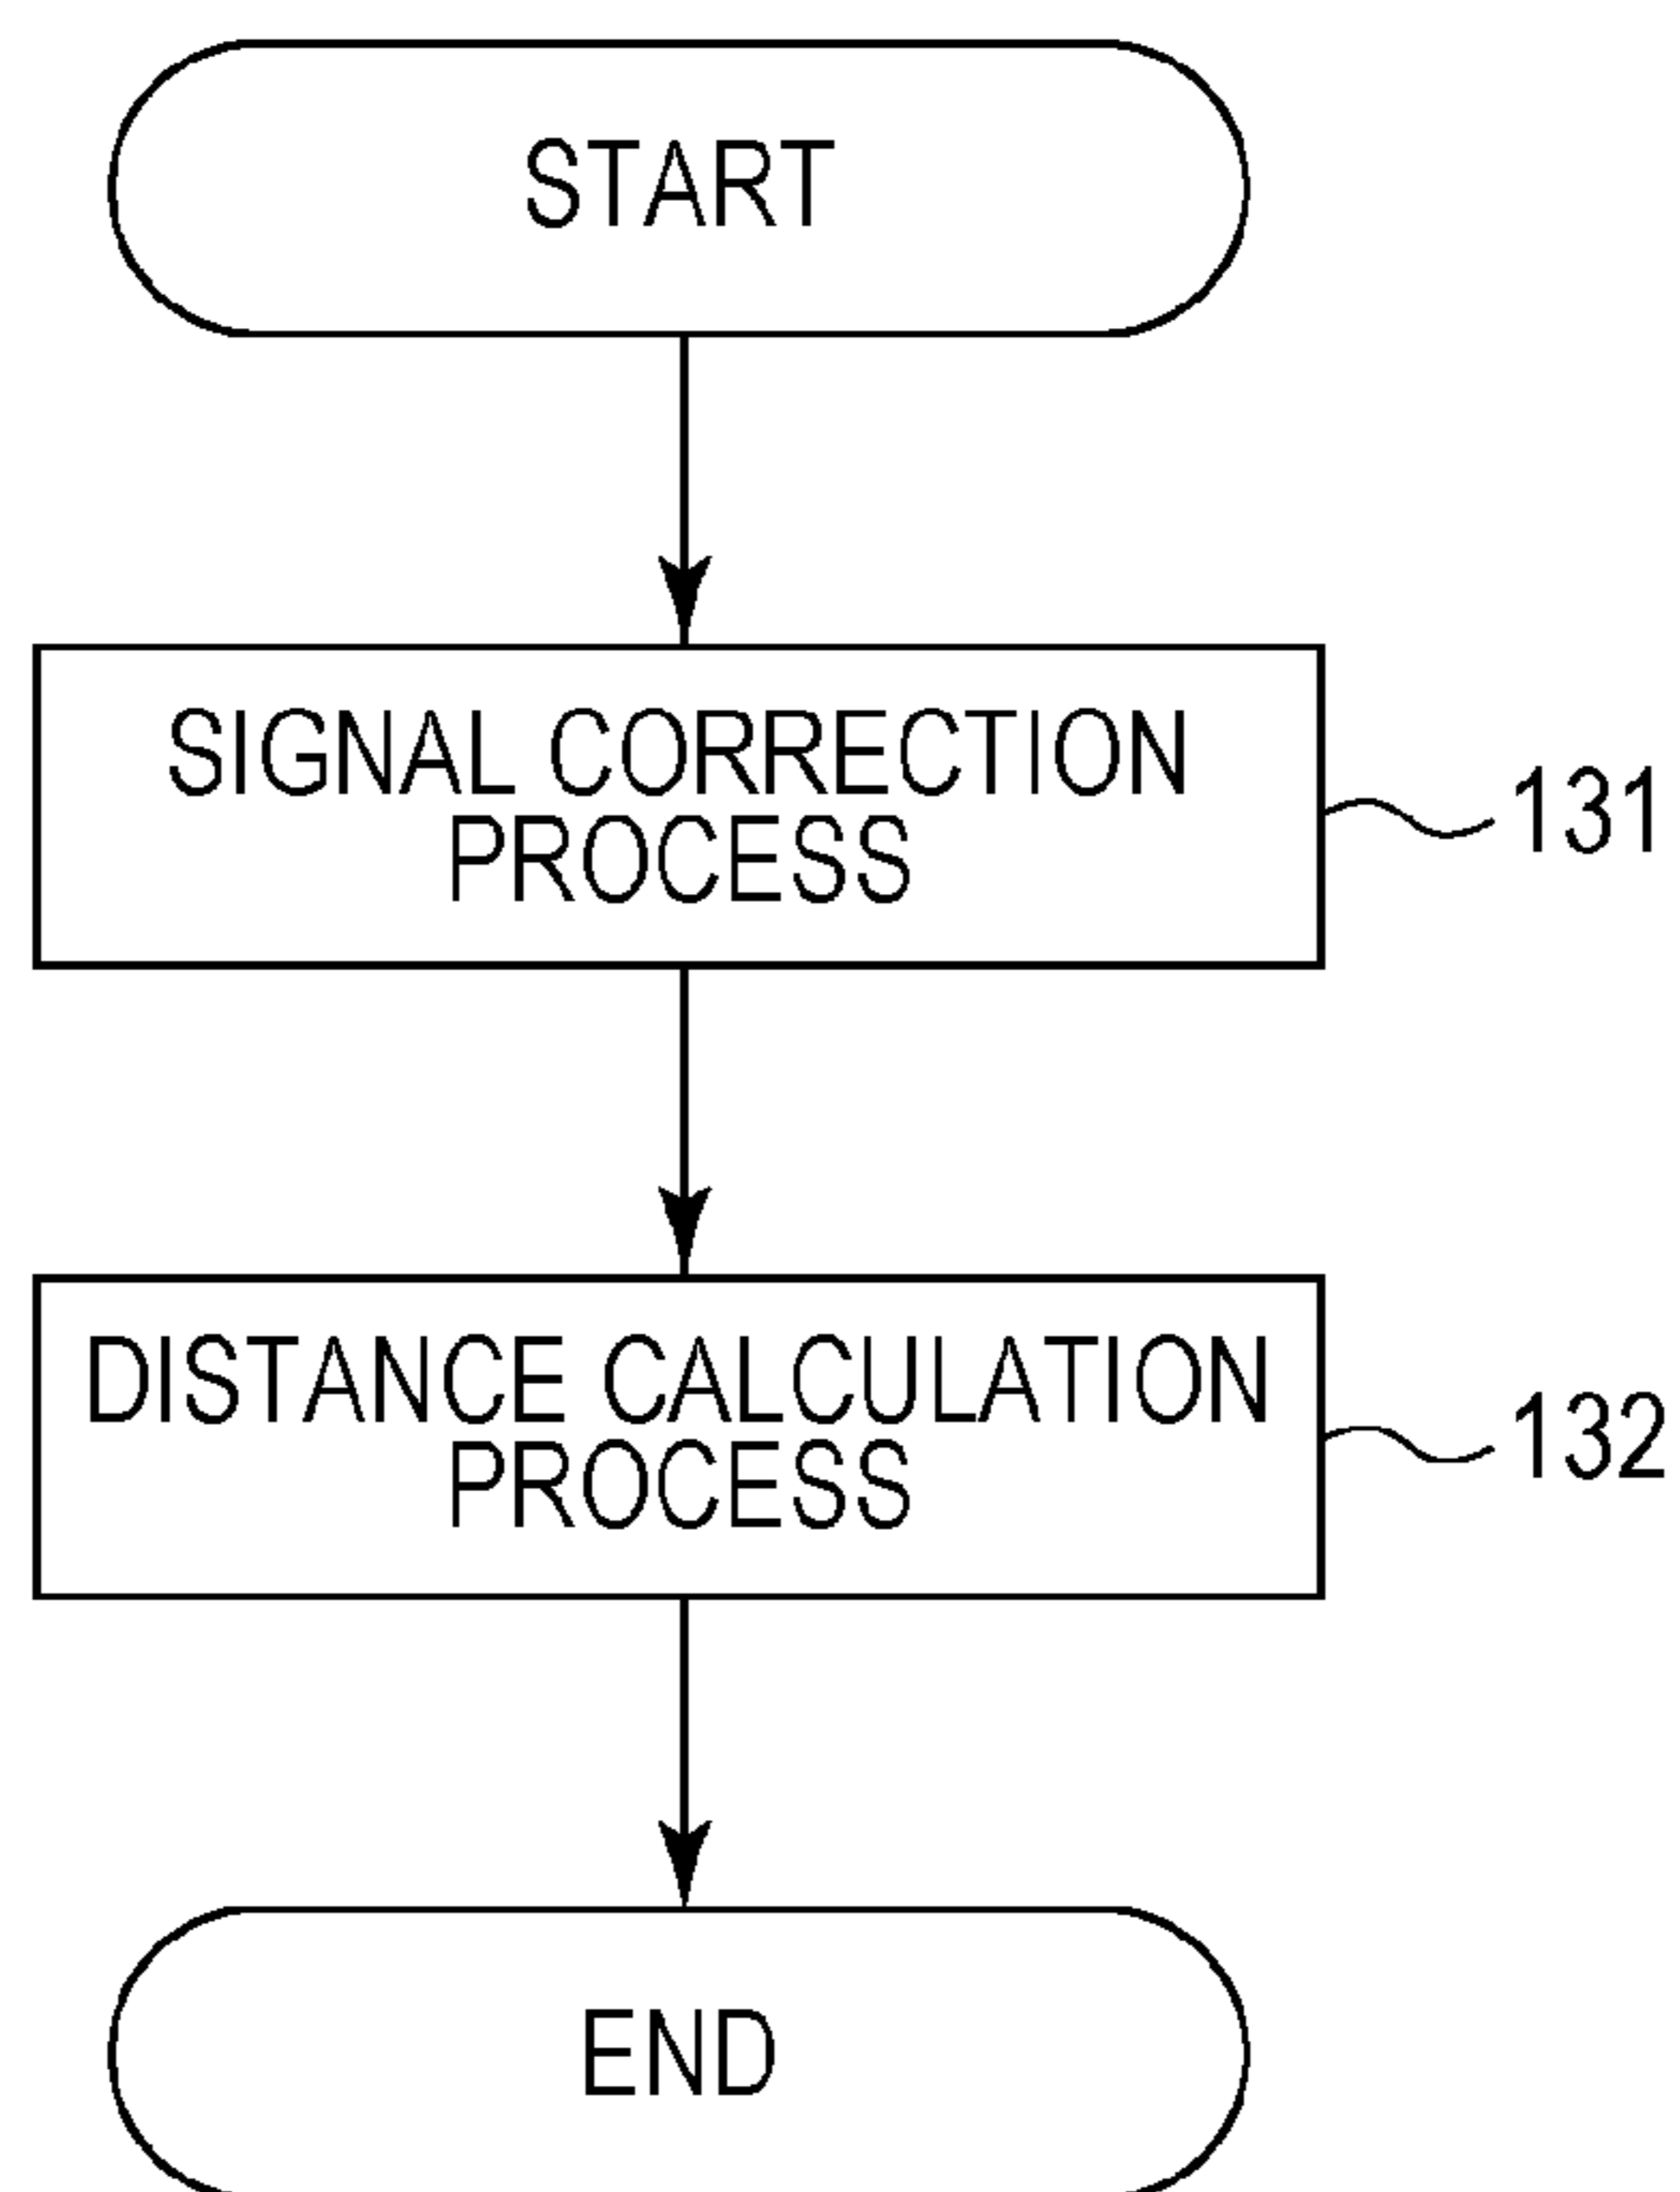 START
SIGNAL CORRECTION
PROCESS
131
DISTANCE CALCULATION
PROCESS
132
END